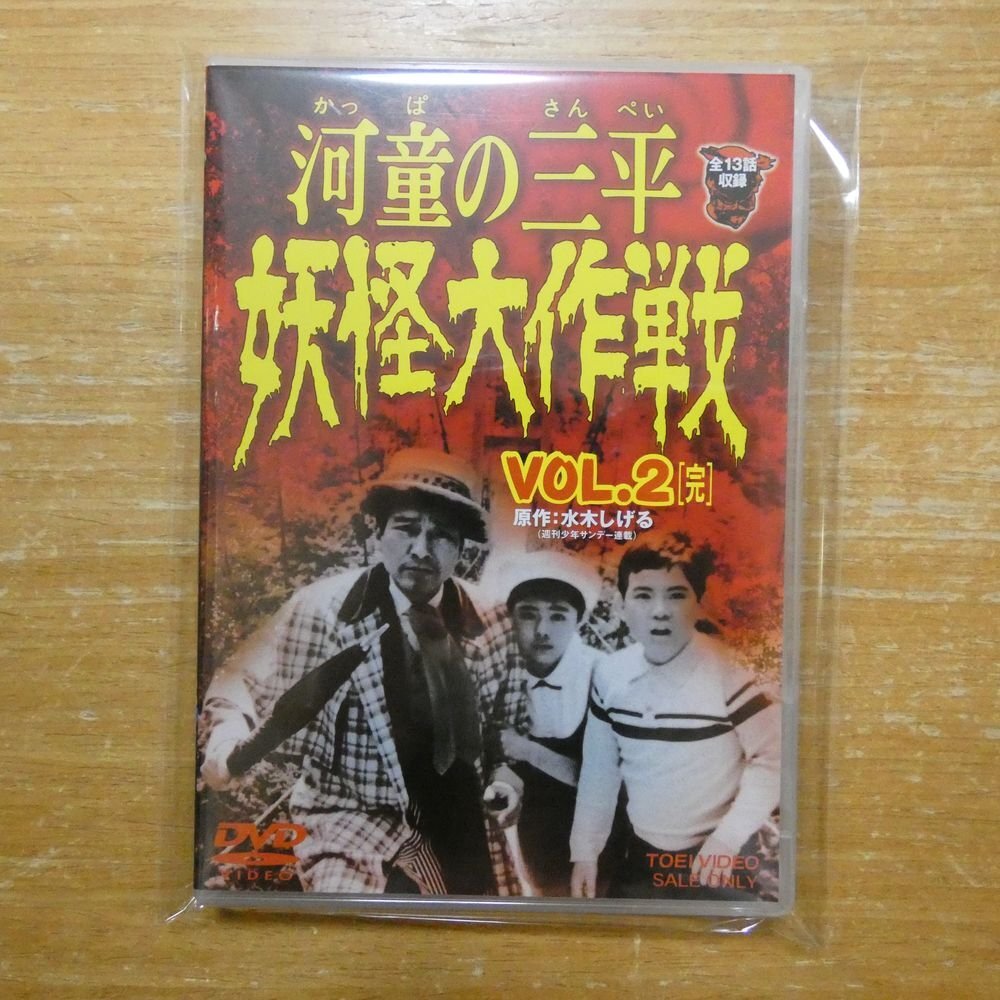 かっぱ さんぺい
河童の三平
全13話
収録
妖怪大作戦
VOL.2[完]
原作:水木しげる
(週刊少年サンデー連載)
DVD
VIDEO
TOEI VIDEO
SALE ONLY